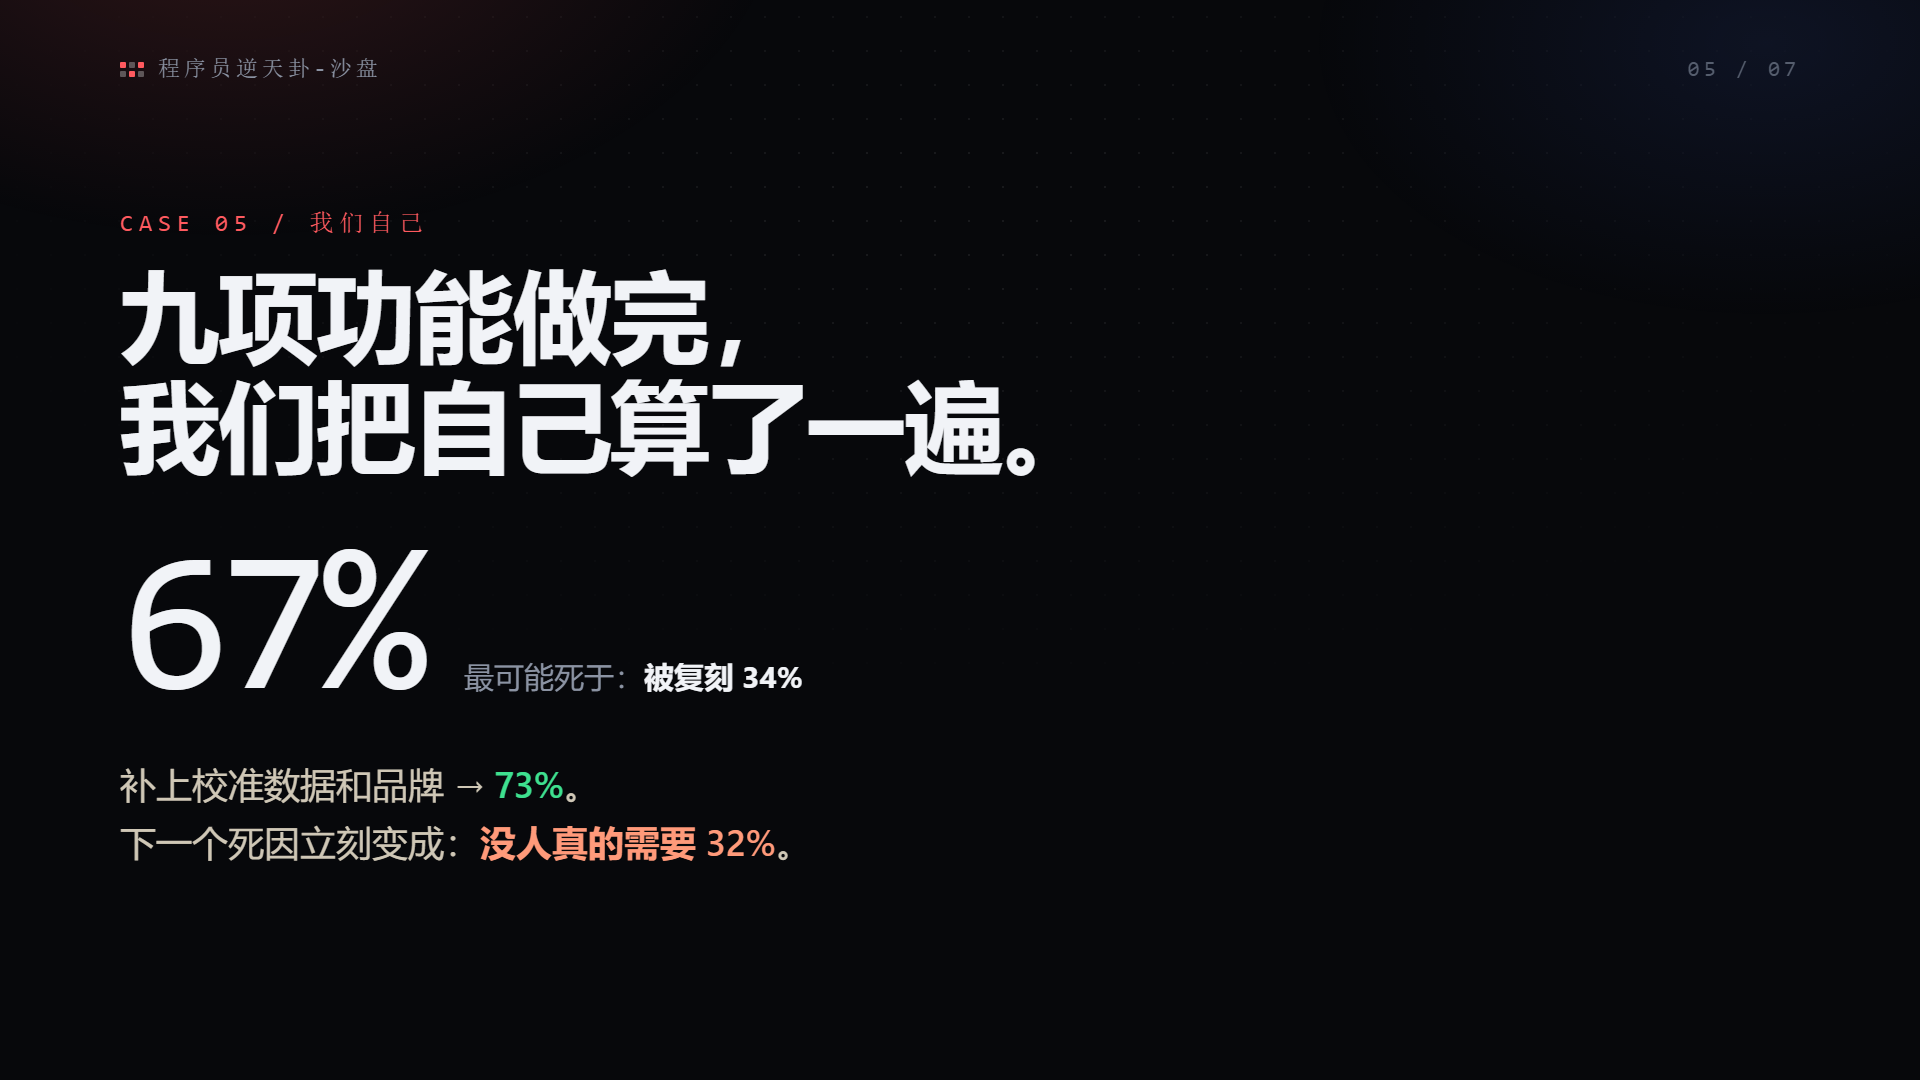 程序员逆天卦-沙盘
05 / 07
CASE 05 / 我们自己
九项功能做完，
我们把自己算了一遍。
67%
最可能死于：被复刻 34%
补上校准数据和品牌 → 73%。
下一个死因立刻变成：没人真的需要 32%。